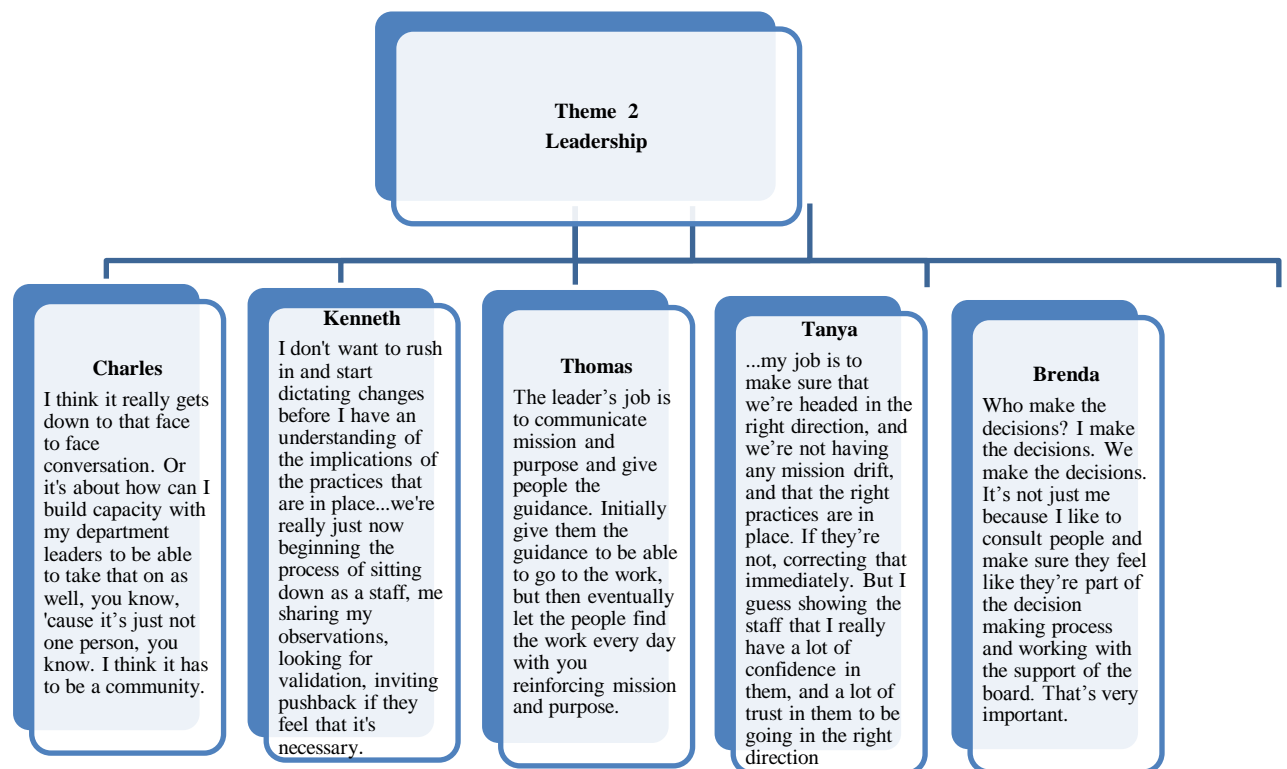 Theme 2
Leadership
Charles
I think it really gets
down to that face
to face
conversation. Or
it's about how can I
build capacity with
my department
leaders to be able
to take that on as
well, you know,
'cause it’s just not
one person, you
know. I think it has
to be a community.
Kenneth
I don't want to rush
in and start
dictating changes
before I have an
understanding of
the implications of
the practices that
are in place...we're
really just now
beginning the
process of sitting
down as a staff, me
sharing my
observations,
looking for
validation, inviting
pushback if they
feel that it's
necessary.
Thomas
The leader’s job is
to communicate
mission and
purpose and give
people the
guidance. Initially
give them the
guidance to be able
to go to the work,
but then eventually
let the people find
the work every day
with you
reinforcing mission
and purpose.
Tanya
...my job is to
make sure that
we’re headed in the
right direction, and
we’re not having
any mission drift,
and that the right
practices are in
place. If they’re
not, correcting that
immediately. But I
guess showing the
staff that I really
have a lot of
confidence in
them, and a lot of
trust in them to be
going in the right
direction
Brenda
Who make the
decisions? I make
the decisions. We
make the decisions.
It’s not just me
because I like to
consult people and
make sure they feel
like they’re part of
the decision
making process
and working with
the support of the
board. That’s very
important.